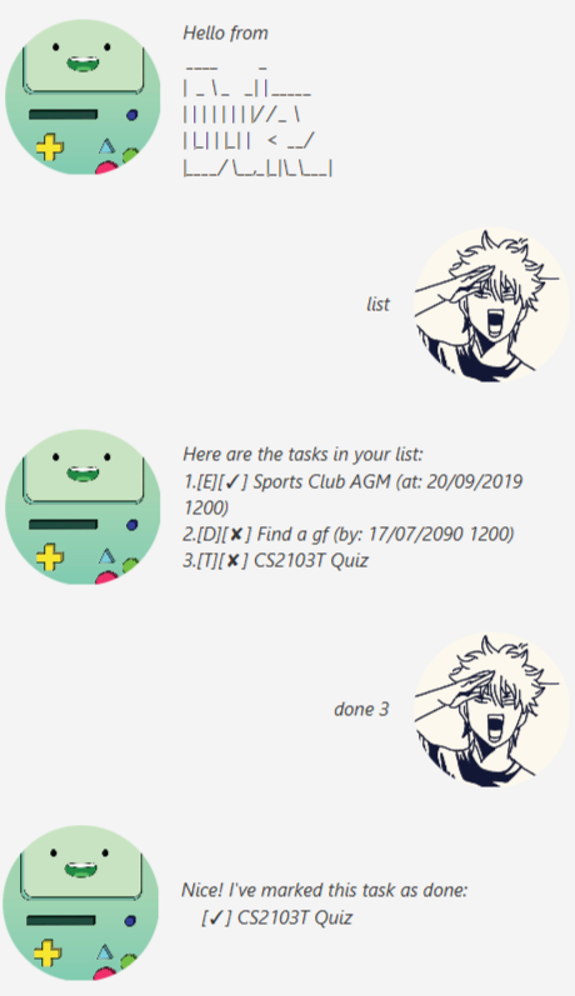 Hello from
 ____        _
|  _ \ _   _| | _____
| | | | | | | |/ / _ \
| |_| | |_| |   <  __/
|____/ \__,_|_|\_\___|
list
Here are the tasks in your list:
1.[E][✓] Sports Club AGM (at: 20/09/2019
1200)
2.[D][✘] Find a gf (by: 17/07/2090 1200)
3.[T][✘] CS2103T Quiz
done 3
Nice! I've marked this task as done:
[✓] CS2103T Quiz